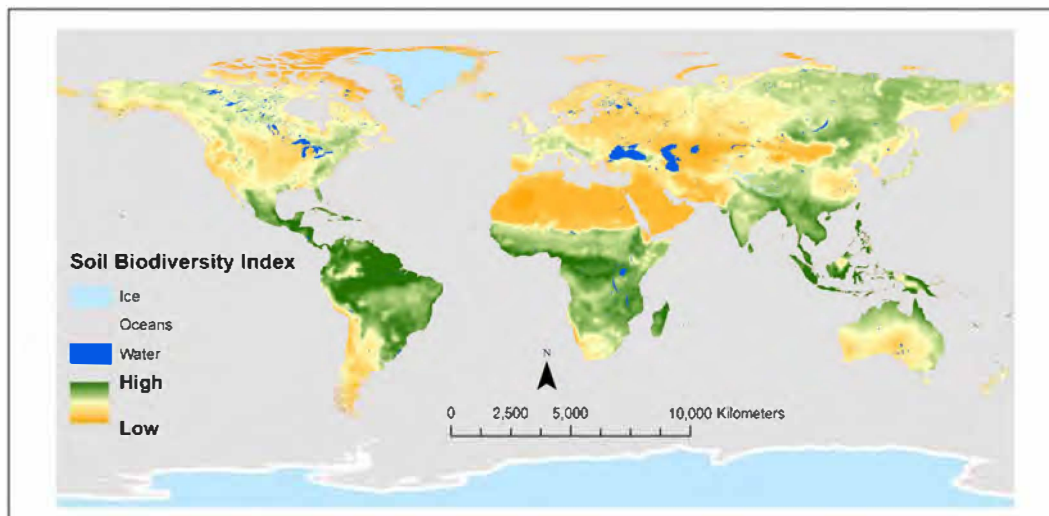 Soil Biodiversity Index
Ice
Oceans
Water
High
Low
N
0 2,500 5,000 10,000 Kilometers